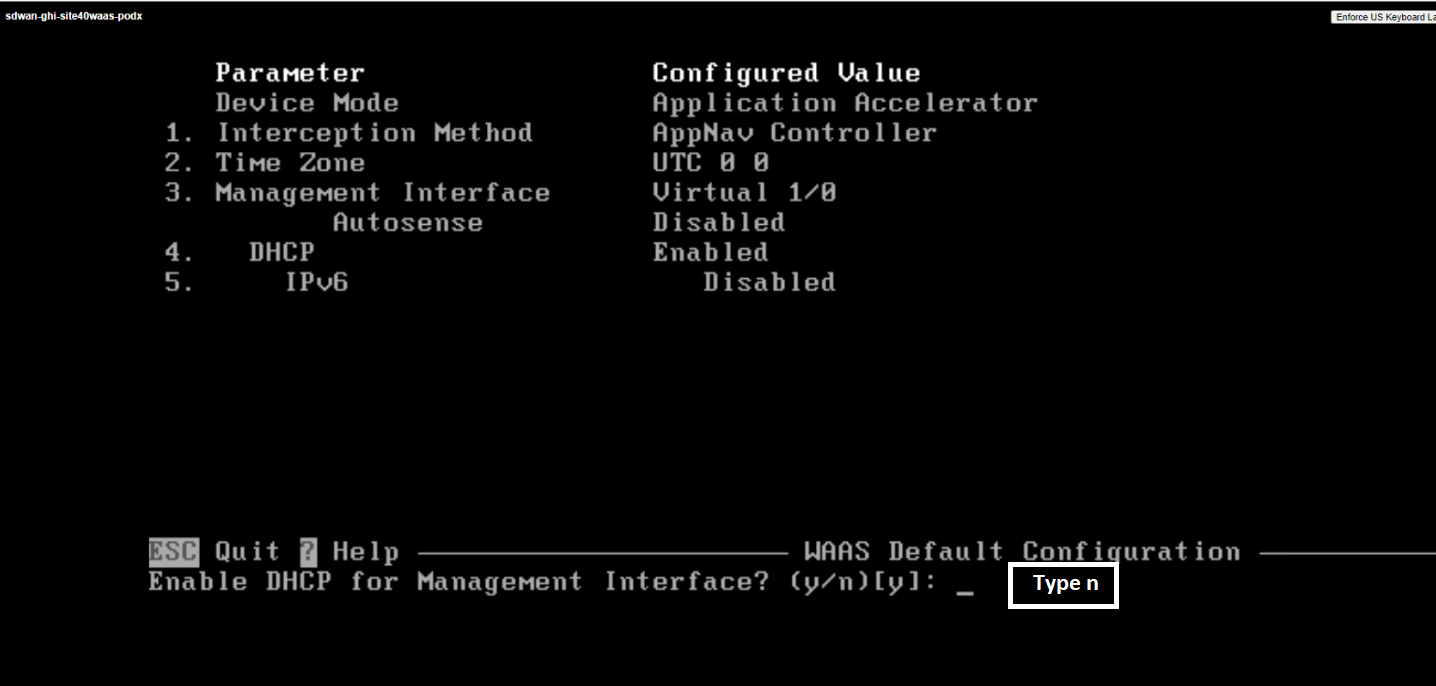 sdwan-ghi-site40waas-podx
Enforce US Keyboard La
Parameter Configured Value
Device Mode Application Accelerator
1. Interception Method AppNav Controller
2. Time Zone UTC 0 0
3. Management Interface Virtual 1/0
Autosense Disabled
4. DHCP Enabled
5. IPv6 Disabled
ESC Quit ? Help WAAS Default Configuration
Enable DHCP for Management Interface? (y/n)[y]: _ Type n